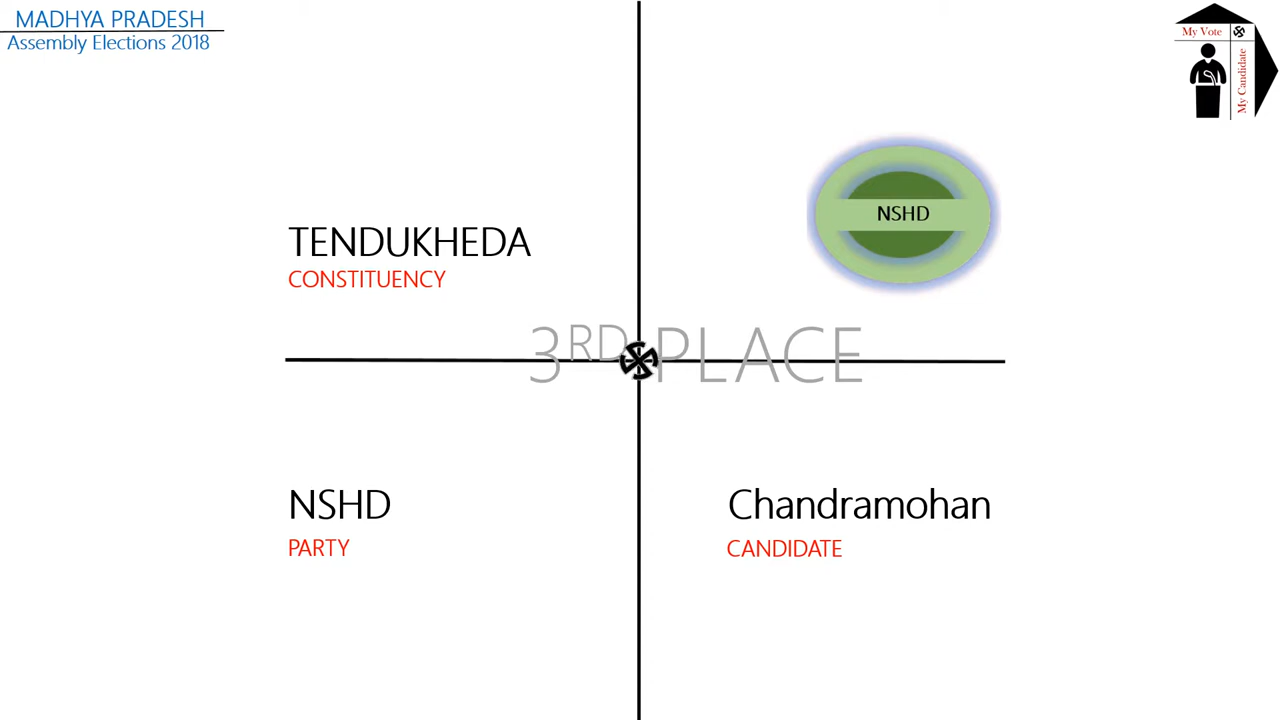 MADHYA PRADESH
Assembly Elections 2018
My Vote
My Candidate
NSHD
TENDUKHEDA
CONSTITUENCY
3RD PLACE
NSHD
PARTY
Chandramohan
CANDIDATE